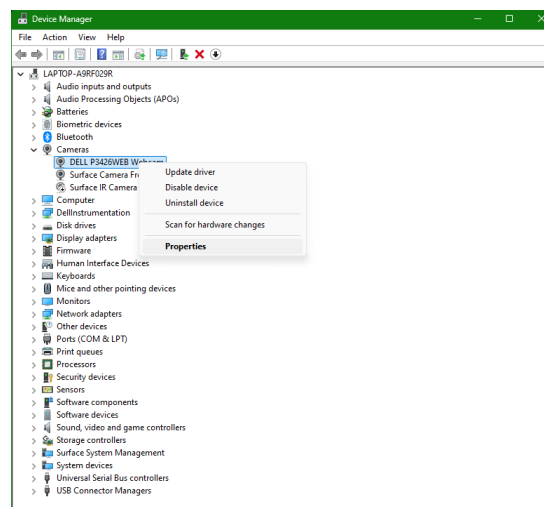 Device Manager
File Action View Help
LAPTOP-A9RF029R
Audio inputs and outputs
Audio Processing Objects (APOs)
Batteries
Biometric devices
Bluetooth
Cameras
DELL P3426WEB Webcam
Surface Camera Fr
Surface IR Camera
Update driver
Disable device
Uninstall device
Scan for hardware changes
Properties
Computer
DellInstrumentation
Disk drives
Display adapters
Firmware
Human Interface Devices
Keyboards
Mice and other pointing devices
Monitors
Network adapters
Other devices
Ports (COM & LPT)
Print queues
Processors
Security devices
Sensors
Software components
Software devices
Sound, video and game controllers
Storage controllers
Surface System Management
System devices
Universal Serial Bus controllers
USB Connector Managers